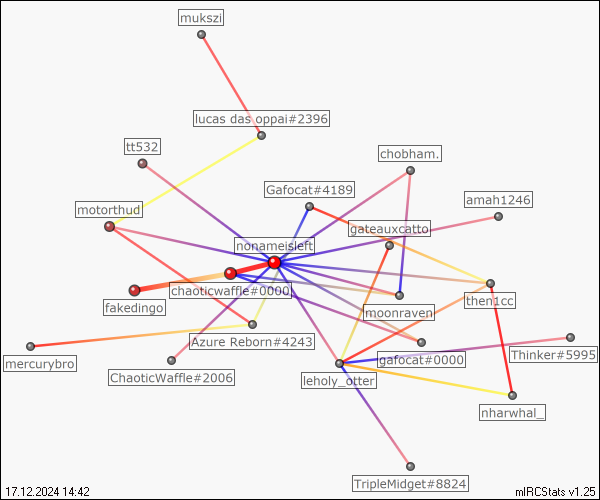 mukszi
lucas das oppai#2396
tt532
chobham.
Gafocat#4189
amah1246
motorthud
gateauxcatto
nonameisleft
chaoticwaffle#0000
then1cc
fakedingo
moonraven
Azure Reborn#4243
mercurybro
gafocat#0000
Thinker#5995
ChaoticWaffle#2006
leholy_otter
nharwhal_
TripleMidget#8824
17.12.2024 14:42
mIRCStats v1.25